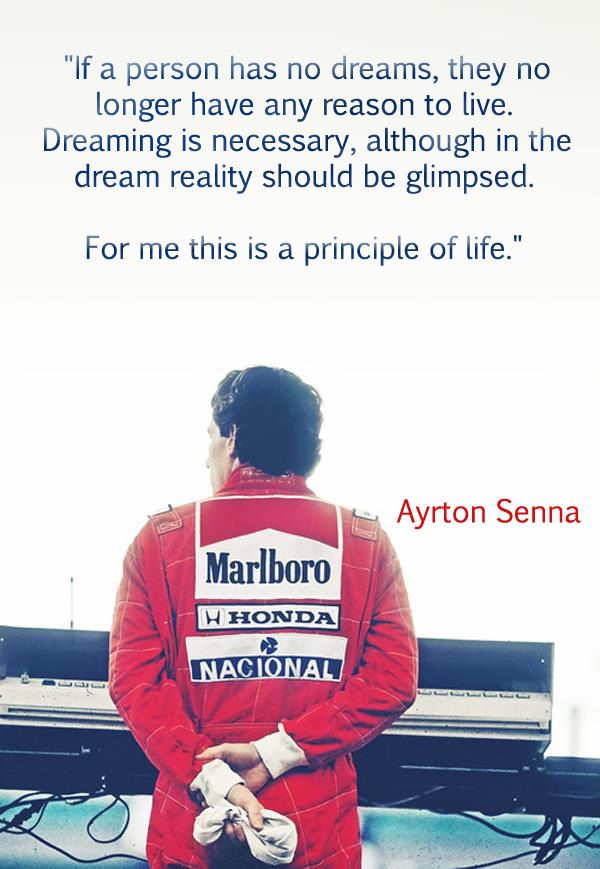 "If a person has no dreams, they no
longer have any reason to live.
Dreaming is necessary, although in the
dream reality should be glimpsed.
For me this is a principle of life."
Ayrton Senna
Marlboro
HONDA
NACIONAL